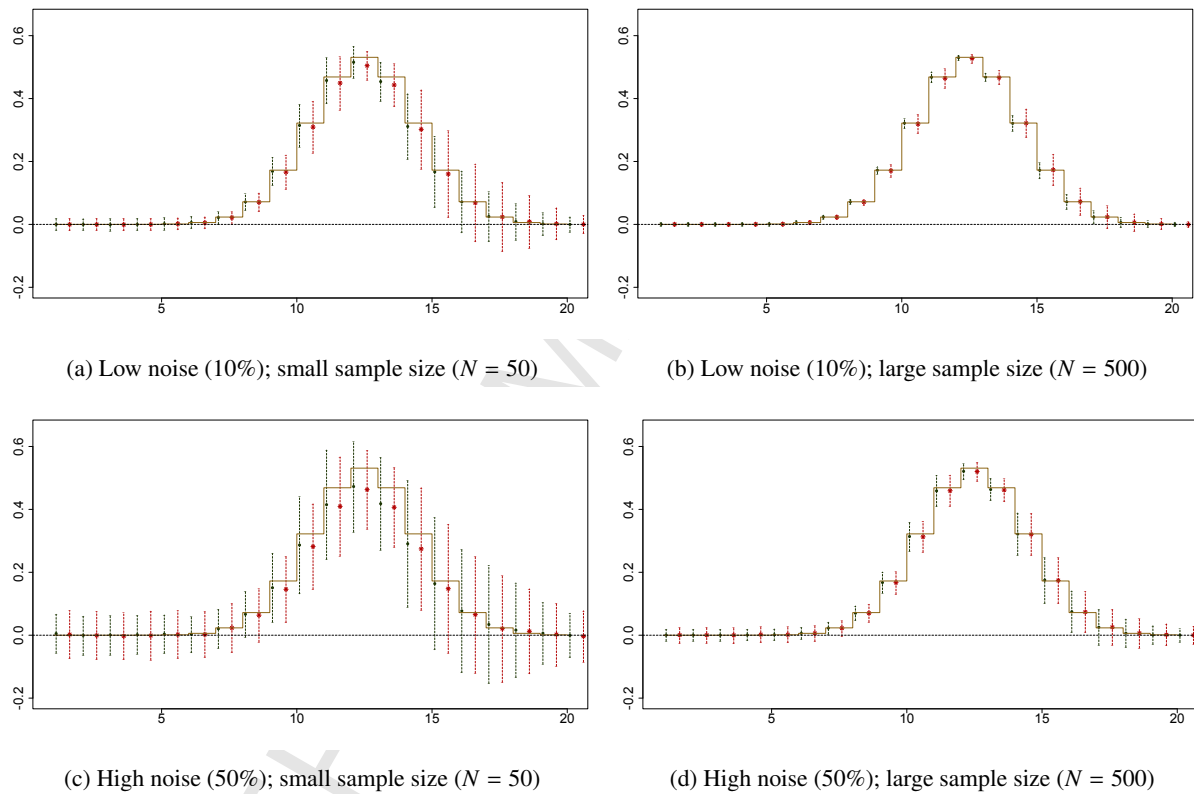 0.6
0.4
0.2
0.0
-0.2
5 10 15 20
0.6
0.4
0.2
0.0
-0.2
5 10 15 20
(a) Low noise (10%); small sample size (N = 50)
(b) Low noise (10%); large sample size (N = 500)
0.6
0.4
0.2
0.0
-0.2
5 10 15 20
0.6
0.4
0.2
0.0
-0.2
5 10 15 20
(c) High noise (50%); small sample size (N = 50)
(d) High noise (50%); large sample size (N = 500)